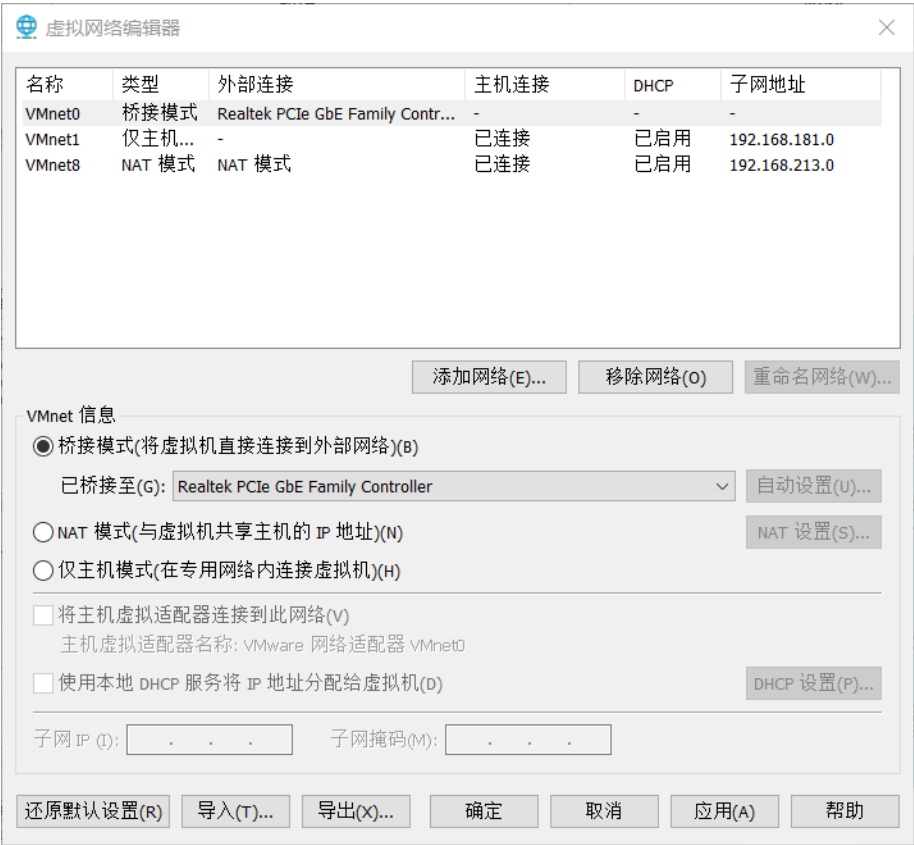 虚拟网络编辑器
名称 类型 外部连接 主机连接 DHCP 子网地址
VMnet0 桥接模式 Realtek PCIe GbE Family Contr... - - -
VMnet1 仅主机... - 已连接 已启用 192.168.181.0
VMnet8 NAT 模式 NAT 模式 已连接 已启用 192.168.213.0
添加网络(E)... 移除网络(O) 重命名网络(W)...
VMnet 信息
桥接模式(将虚拟机直接连接到外部网络)(B)
已桥接至(G): Realtek PCIe GbE Family Controller 自动设置(U)...
NAT 模式(与虚拟机共享主机的 IP 地址)(N) NAT 设置(S)...
仅主机模式(在专用网络内连接虚拟机)(H)
将主机虚拟适配器连接到此网络(V)
主机虚拟适配器名称: VMware 网络适配器 VMnet0
使用本地 DHCP 服务将 IP 地址分配给虚拟机(D) DHCP 设置(P)...
子网 IP (I): . . . 子网掩码(M): . . .
还原默认设置(R) 导入(T)... 导出(X)... 确定 取消 应用(A) 帮助